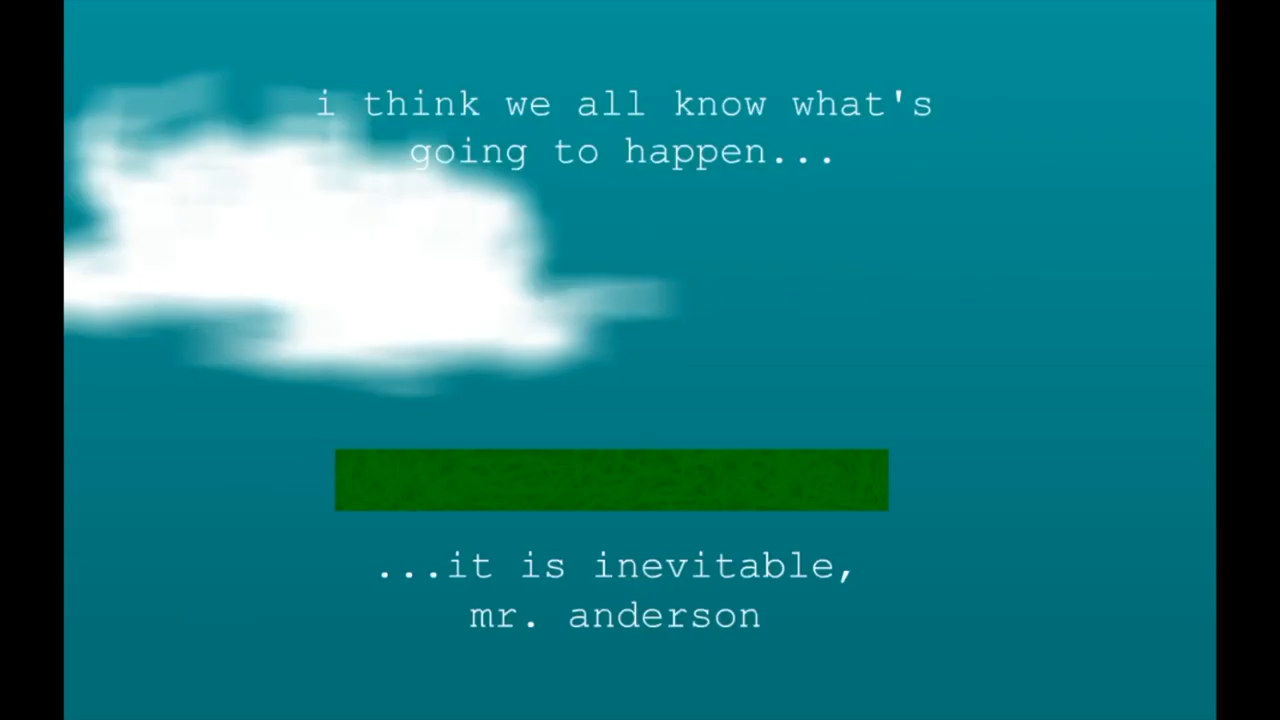 i think we all know what's
going to happen...
...it is inevitable,
mr. anderson